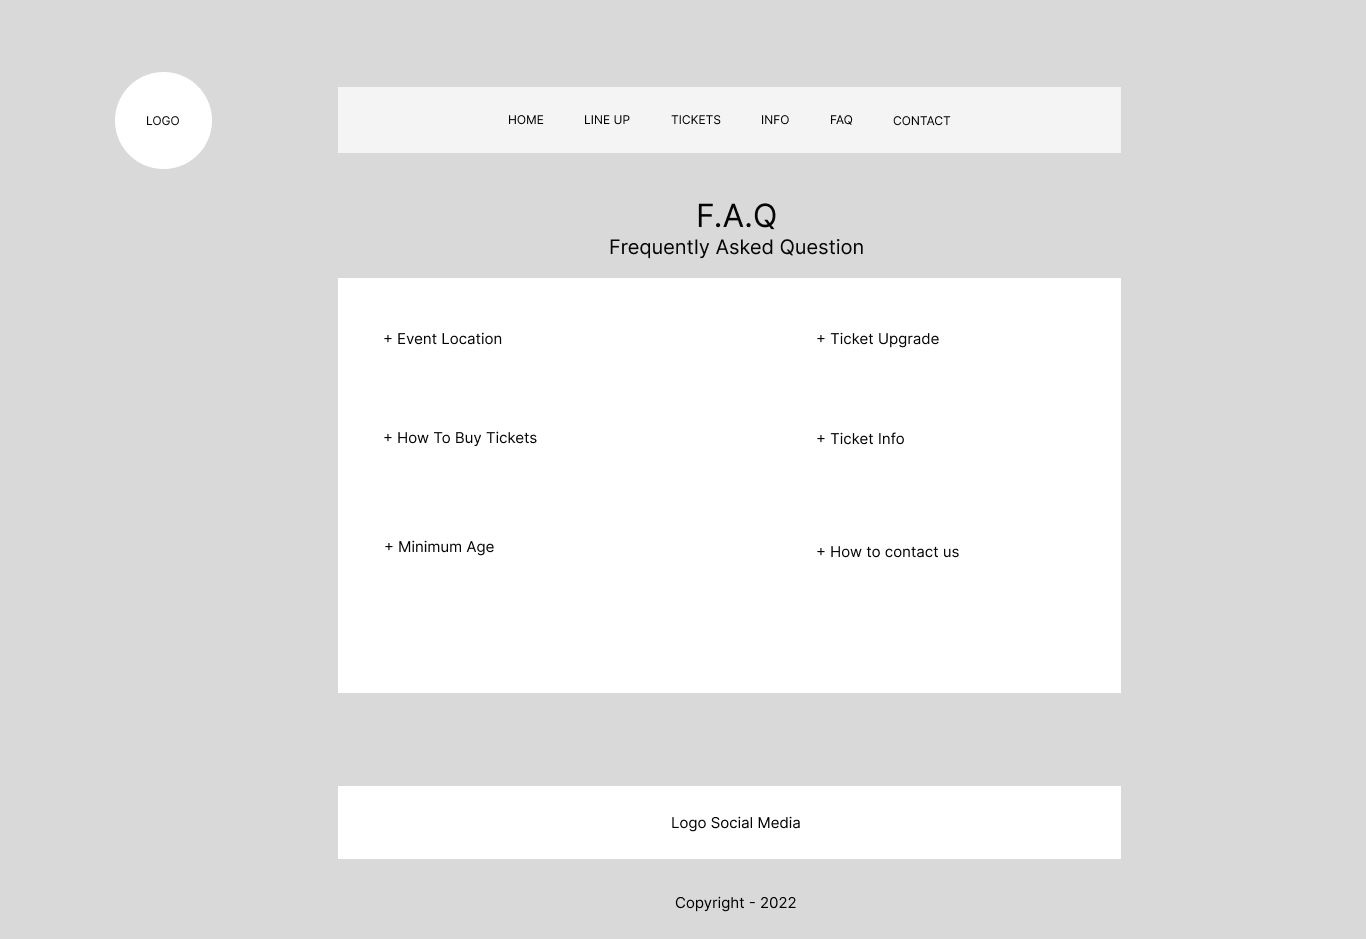 LOGO
HOME LINE UP TICKETS INFO FAQ CONTACT
F.A.Q
Frequently Asked Question
+ Event Location
+ Ticket Upgrade
+ How To Buy Tickets
+ Ticket Info
+ Minimum Age
+ How to contact us
Logo Social Media
Copyright - 2022